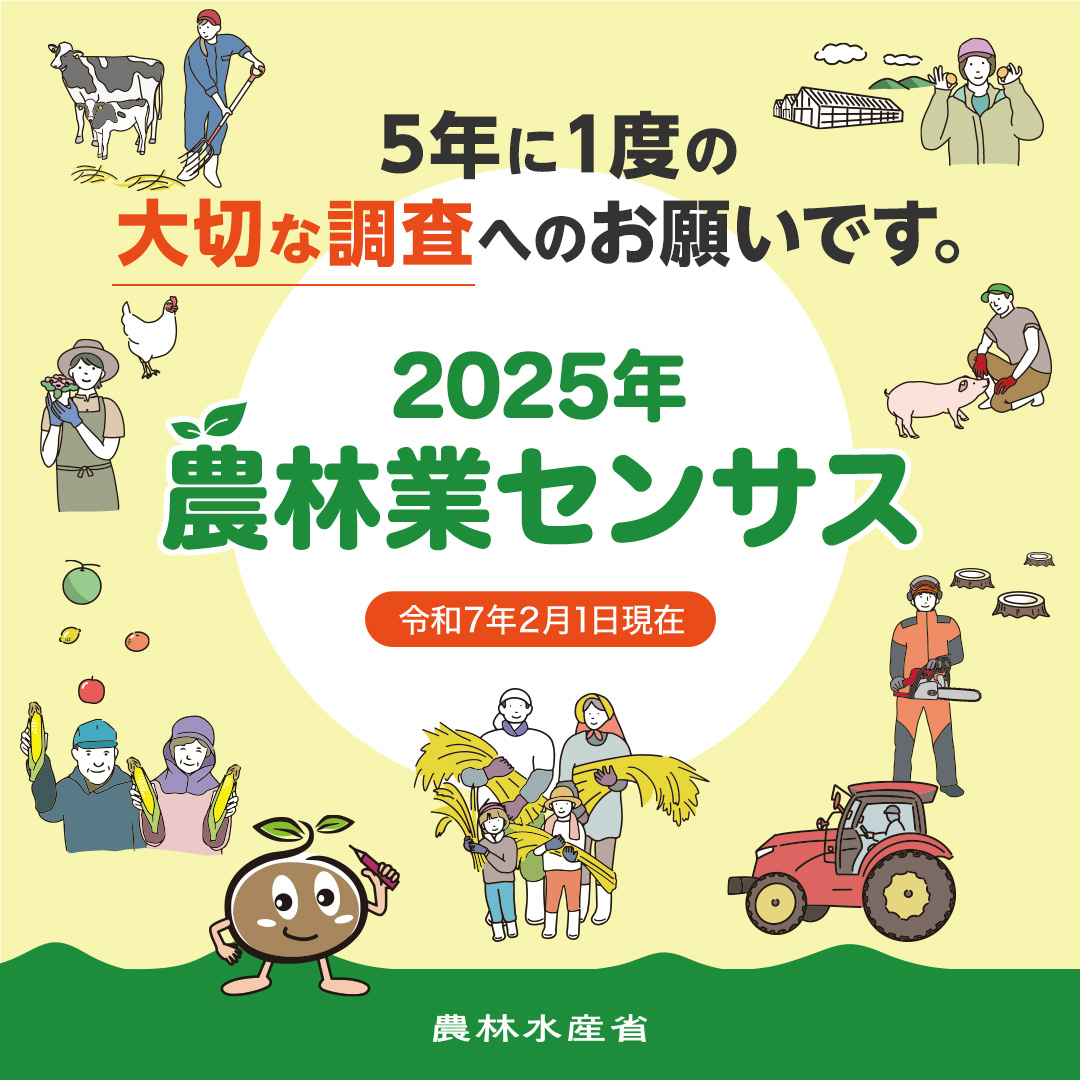 5年に1度の
大切な調査へのお願いです。
2025年
農林業センサス
令和7年2月1日現在
農林水産省